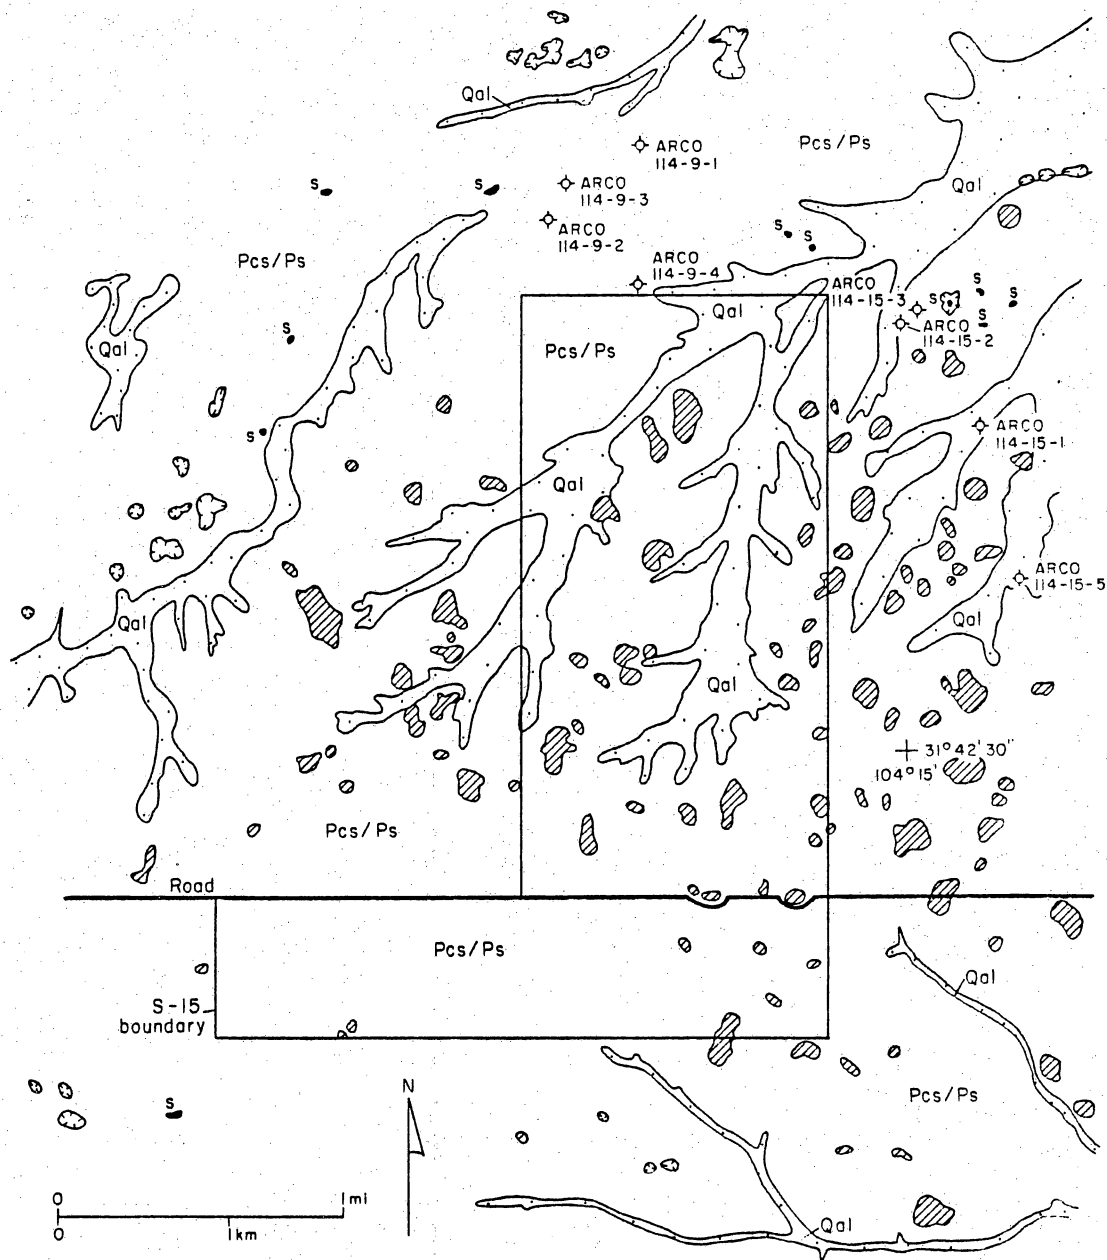 Qal
ARCO
114-9-1
Pcs/Ps
s
s
ARCO
114-9-3
Qal
ARCO
114-9-2
s
s
Pcs/Ps
ARCO
114-9-4
ARCO
114-15-3
s
s
s
s
Qal
ARCO
114-15-2
s
Qal
Pcs/Ps
s
ARCO
114-15-1
Qal
ARCO
114-15-5
Qal
Qal
Qal
31° 42' 30"
104° 15'
Pcs/Ps
Road
Pcs/Ps
Qal
S-15
boundary
N
s
Pcs/Ps
0 1 mi
0 1 km
Qal